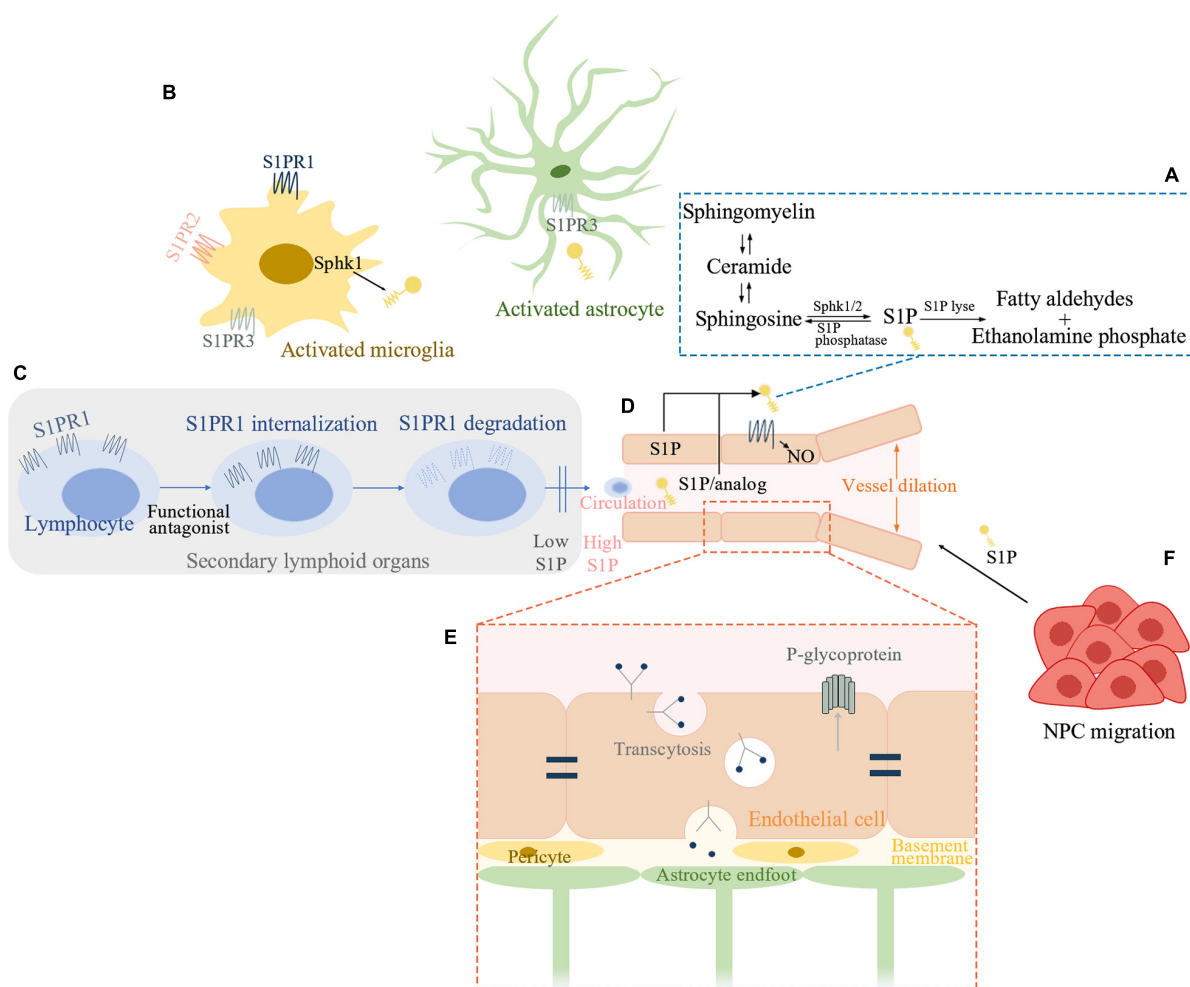 B
A
S1PR1
S1PR2
Sphk1
S1PR3
Activated microglia
S1PR3
Activated astrocyte
Sphingomyelin
Ceramide
Sphingosine
Sphk1/2
S1P
phosphatase
S1P
S1P lyse
Fatty aldehydes
+
Ethanolamine phosphate
C
S1PR1
S1PR1 internalization
S1PR1 degradation
Lymphocyte
Functional
antagonist
Secondary lymphoid organs
Low
S1P
High
S1P
Circulation
D
S1P
NO
S1P/analog
Vessel dilation
S1P
F
NPC migration
E
P-glycoprotein
Transcytosis
Endothelial cell
Pericyte
Basement
membrane
Astrocyte endfoot